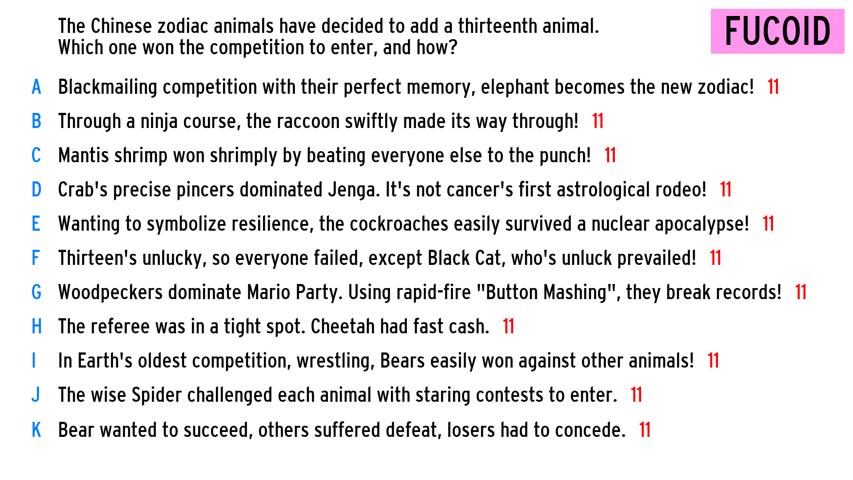 The Chinese zodiac animals have decided to add a thirteenth animal.
Which one won the competition to enter, and how?
FUCOID
A Blackmailing competition with their perfect memory, elephant becomes the new zodiac! 11
B Through a ninja course, the raccoon swiftly made its way through! 11
C Mantis shrimp won shrimply by beating everyone else to the punch! 11
D Crab's precise pincers dominated Jenga. It's not cancer's first astrological rodeo! 11
E Wanting to symbolize resilience, the cockroaches easily survived a nuclear apocalypse! 11
F Thirteen's unlucky, so everyone failed, except Black Cat, who's unluck prevailed! 11
G Woodpeckers dominate Mario Party. Using rapid-fire "Button Mashing", they break records! 11
H The referee was in a tight spot. Cheetah had fast cash. 11
I In Earth's oldest competition, wrestling, Bears easily won against other animals! 11
J The wise Spider challenged each animal with staring contests to enter. 11
K Bear wanted to succeed, others suffered defeat, losers had to concede. 11